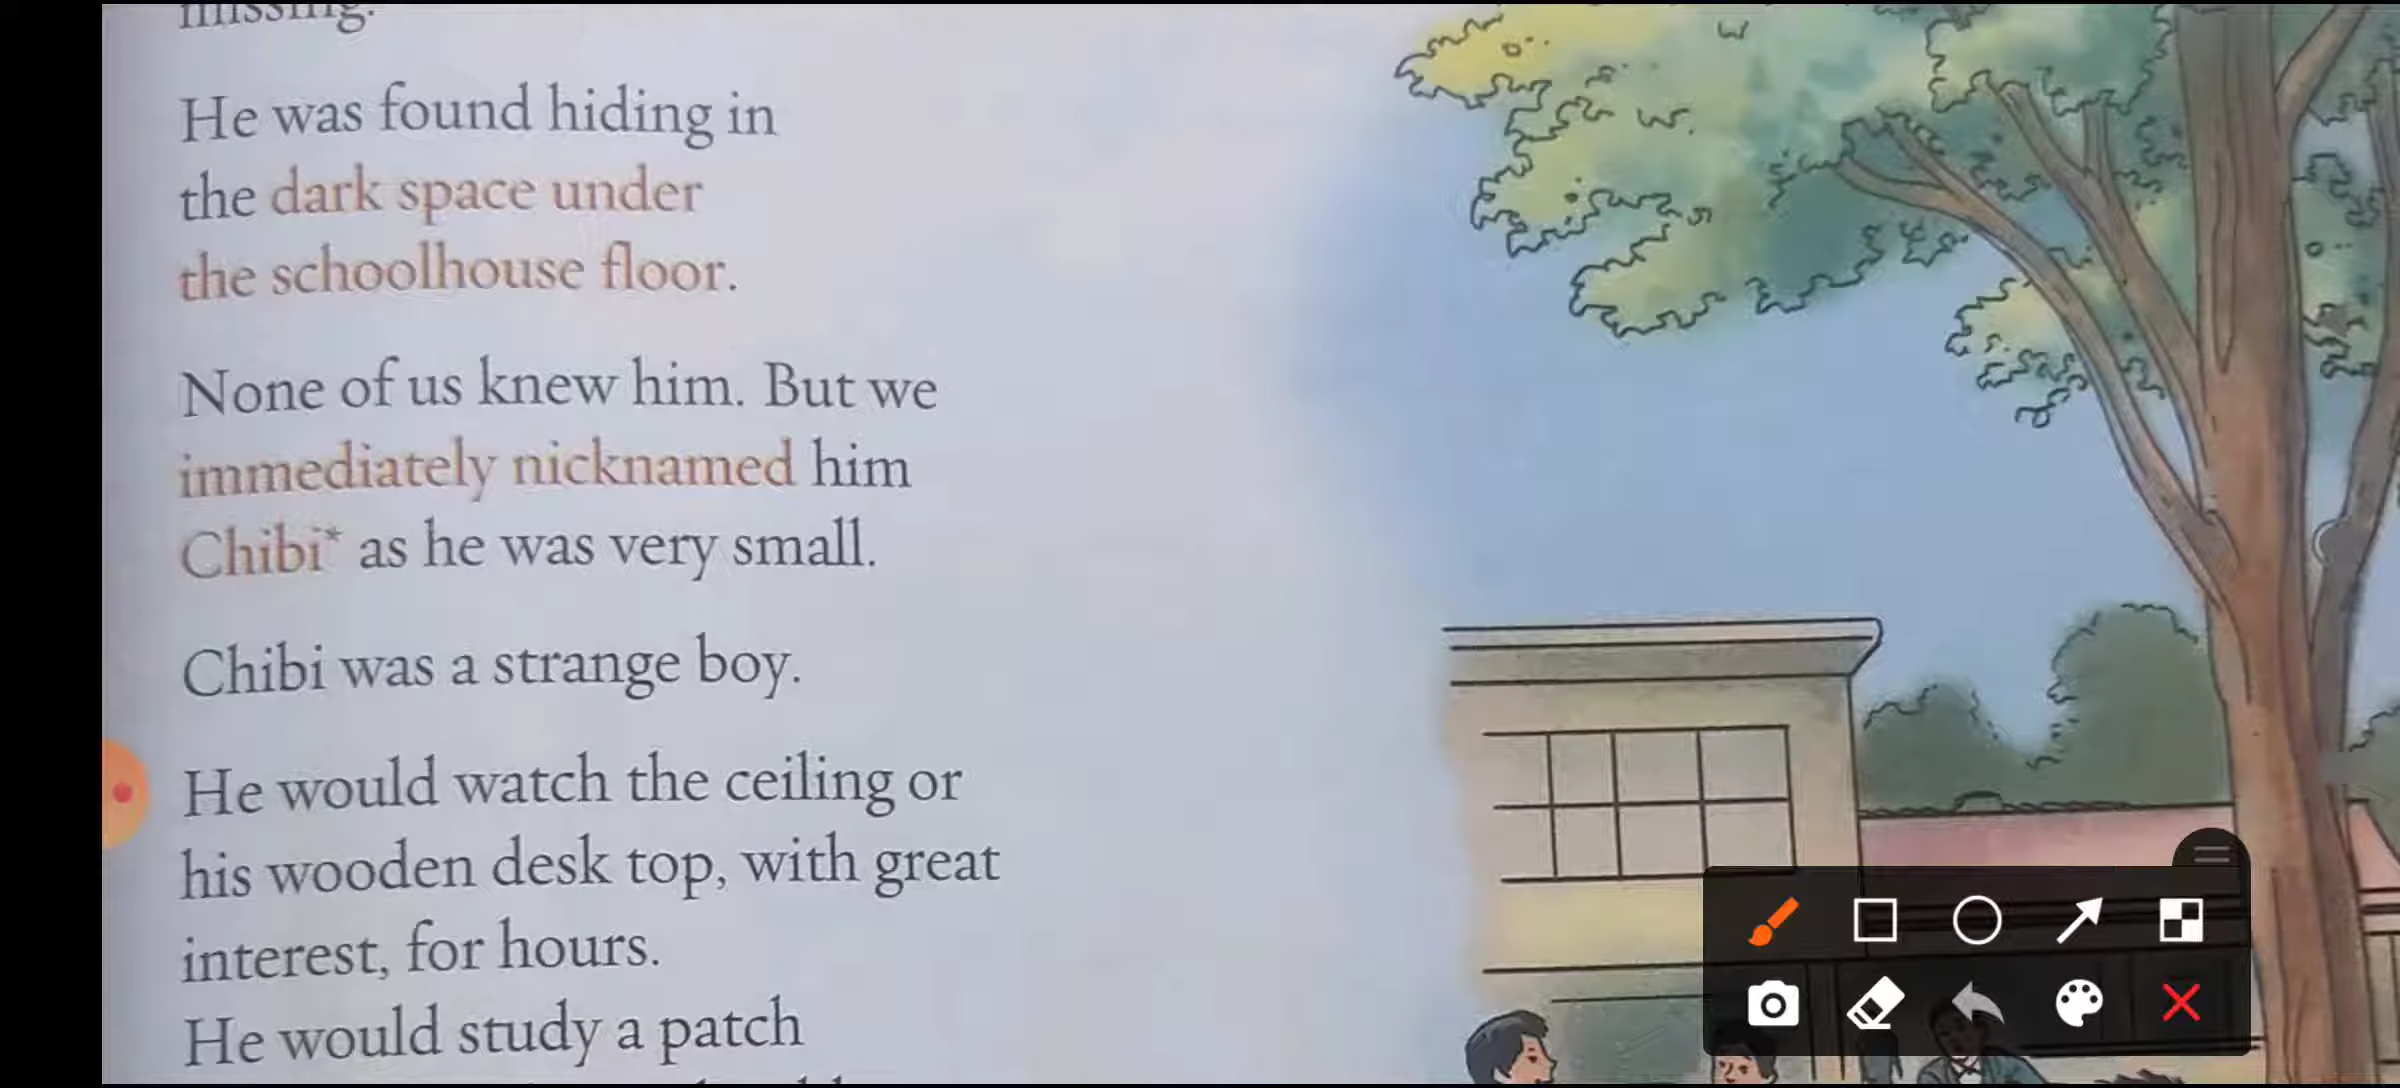 missing.
He was found hiding in
the dark space under
the schoolhouse floor.
None of us knew him. But we
immediately nicknamed him
Chibi* as he was very small.
Chibi was a strange boy.
He would watch the ceiling or
his wooden desk top, with great
interest, for hours.
He would study a patch